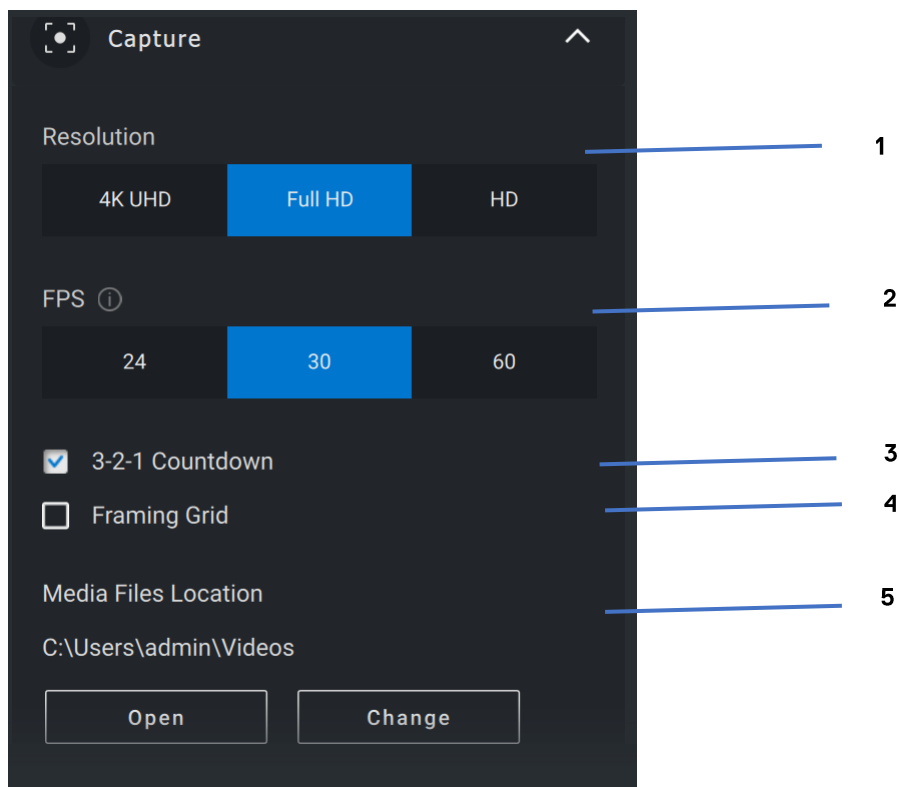 Capture
Resolution
1
4K UHD Full HD HD
FPS
2
24 30 60
3-2-1 Countdown
3
Framing Grid
4
Media Files Location
5
C:\Users\admin\Videos
Open Change